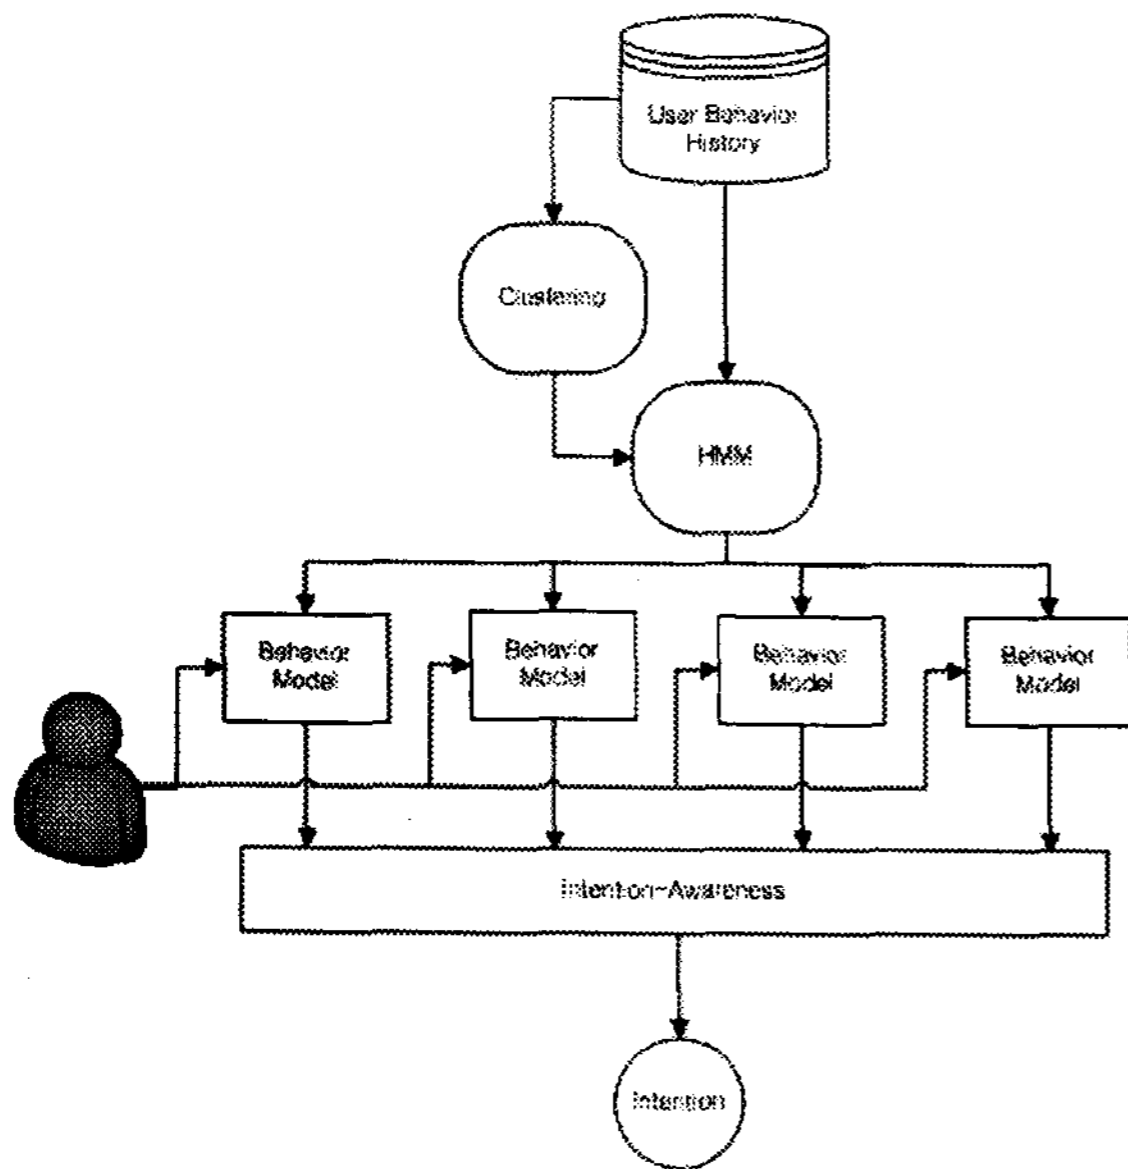 User Behavior
History
Clustering
HMM
Behavior
Model
Behavior
Model
Behavior
Model
Behavior
Model
Intention-Awareness
Intention